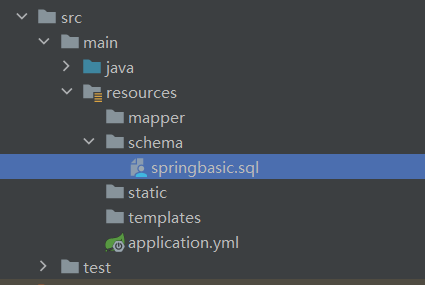 src
main
java
resources
mapper
schema
springbasic.sql
static
templates
application.yml
test